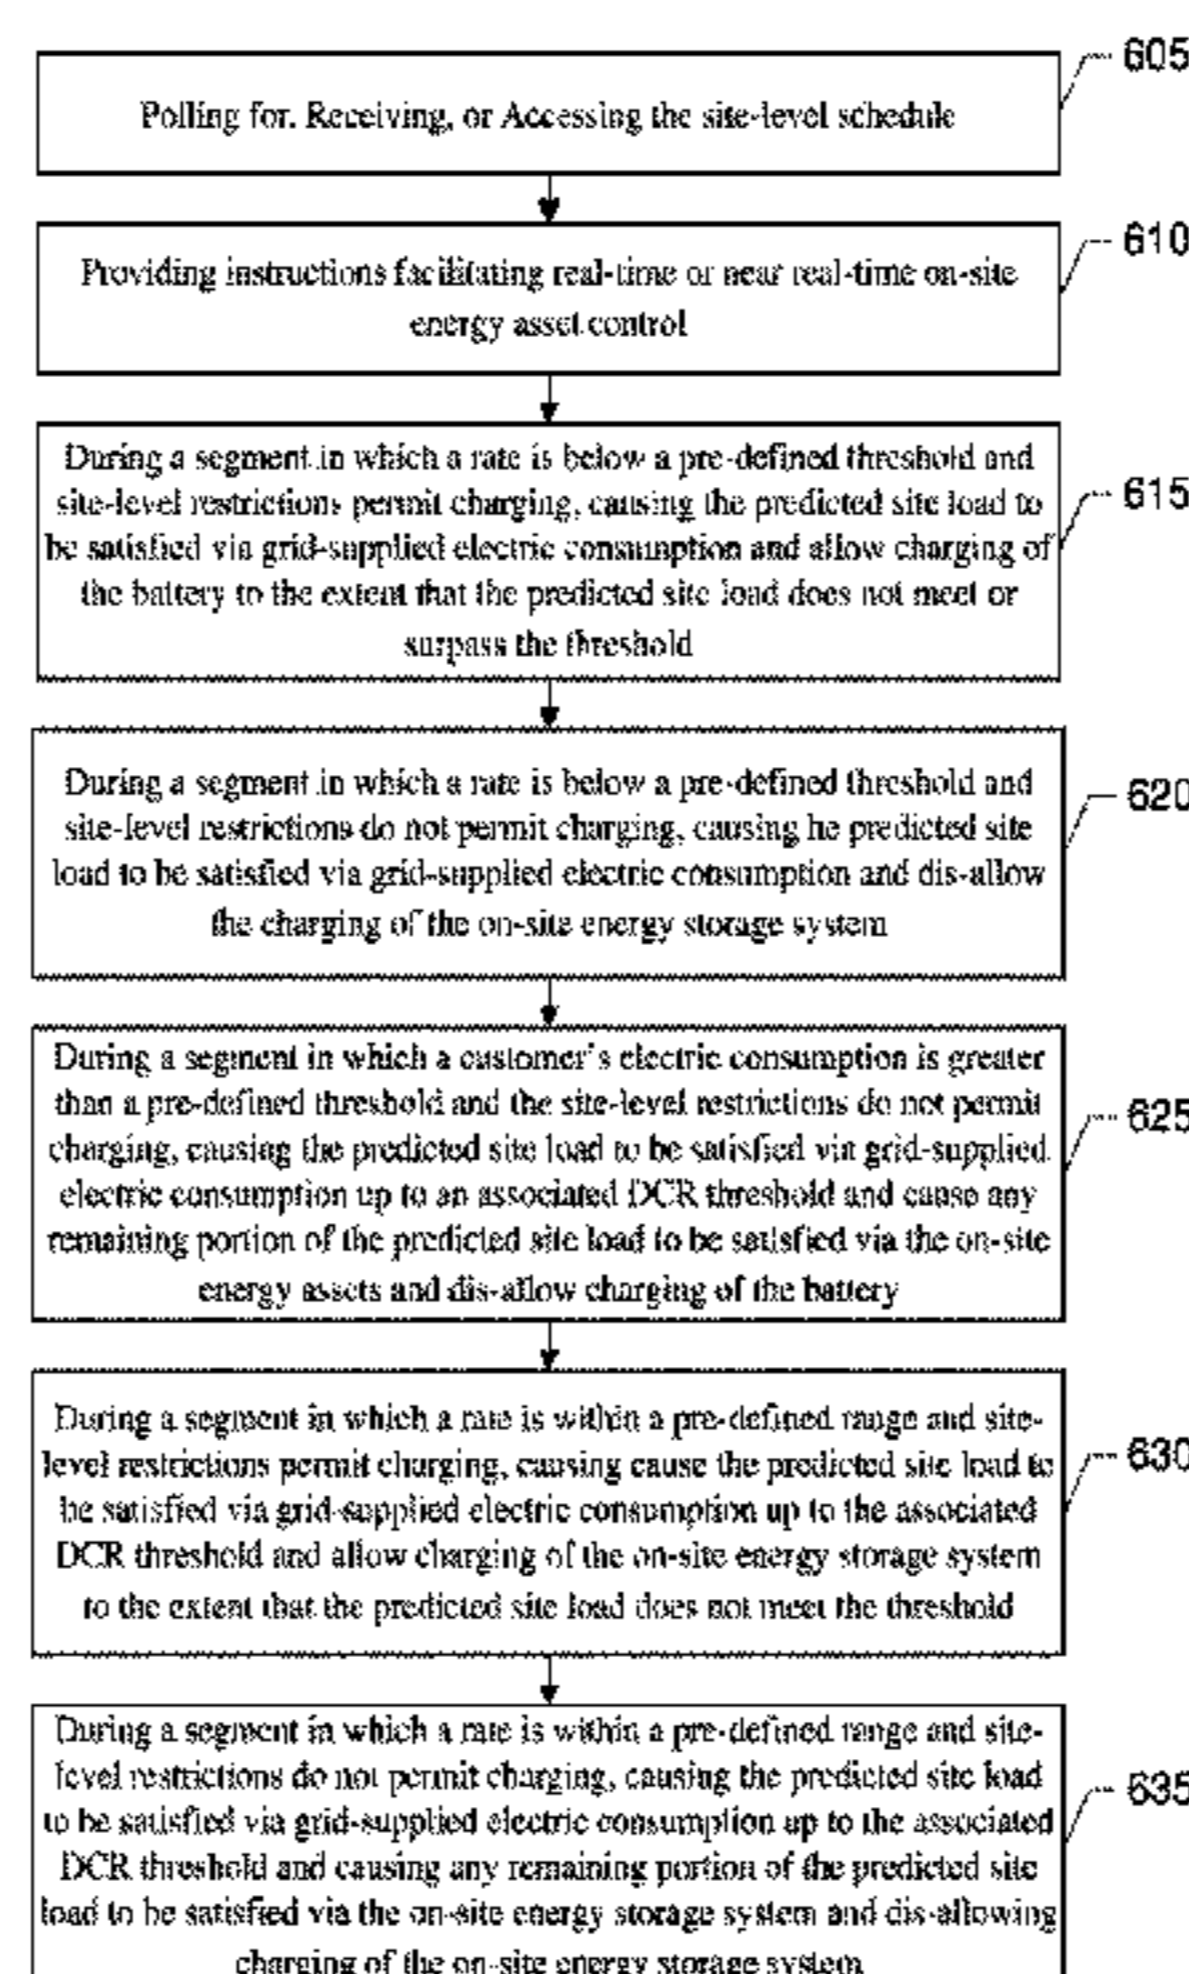 605
Polling for. Receiving, or Accessing the site-level schedule
610
Providing instructions facilitating real-time or near real-time on-site
energy asset control
615
During a segment in which a rate is below a pre-defined threshold and
site-level restrictions permit charging, causing the predicted site load to
be satisfied via grid-supplied electric consumption and allow charging of
the battery to the extent that the predicted site load does not meet or
surpass the threshold
620
During a segment in which a rate is below a pre-defined threshold and
site-level restrictions do not permit charging, causing he predicted site
load to be satisfied via grid-supplied electric consumption and dis-allow
the charging of the on-site energy storage system
625
During a segment in which a customer's electric consumption is greater
than a pre-defined threshold and the site-level restrictions do not permit
charging, causing the predicted site load to be satisfied via grid-supplied
electric consumption up to an associated DCR threshold and cause any
remaining portion of the predicted site load to be satisfied via the on-site
energy assets and dis-allow charging of the battery
630
During a segment in which a rate is within a pre-defined range and site-
level restrictions permit charging, causing cause the predicted site load to
be satisfied via grid-supplied electric consumption up to the associated
DCR threshold and allow charging of the on-site energy storage system
to the extent that the predicted site load does not meet the threshold
635
During a segment in which a rate is within a pre-defined range and site-
level restrictions do not permit charging, causing the predicted site load
to be satisfied via grid-supplied electric consumption up to the associated
DCR threshold and causing any remaining portion of the predicted site
load to be satisfied via the on-site energy storage system and dis-allowing
charging of the on-site energy storage system